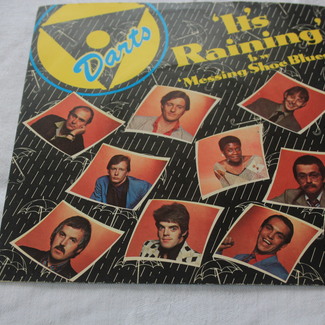 Darts
'It's
Raining'
b/w
'Messing Shoe Blues